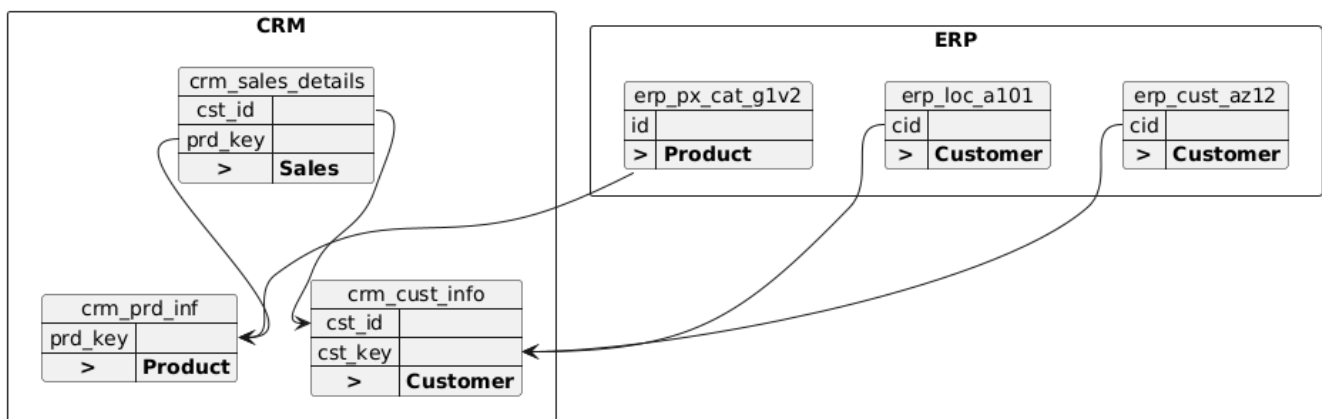 CRM
crm_sales_details
cst_id
prd_key
> Sales
crm_prd_inf
prd_key
> Product
crm_cust_info
cst_id
cst_key
> Customer
ERP
erp_px_cat_g1v2
id
> Product
erp_loc_a101
cid
> Customer
erp_cust_az12
cid
> Customer